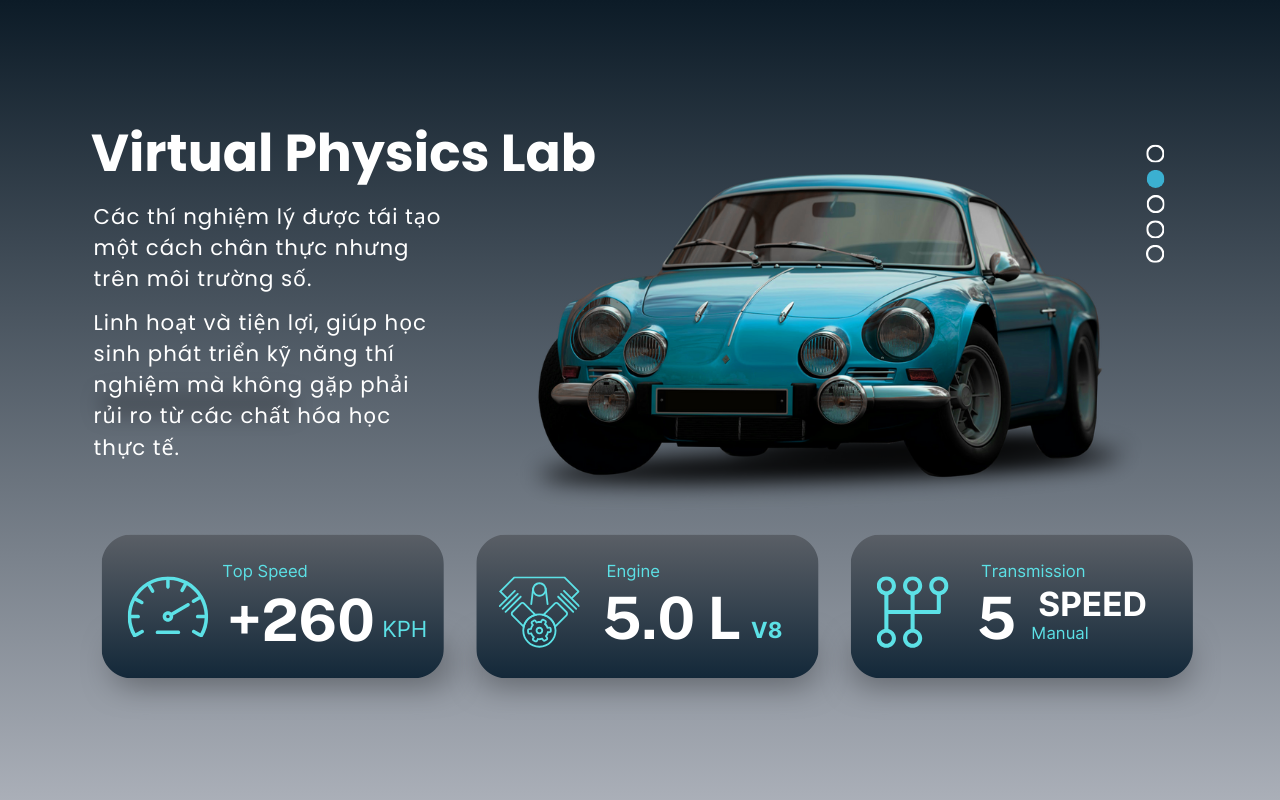 Virtual Physics Lab
Các thí nghiệm lý được tái tạo
một cách chân thực nhưng
trên môi trường số.
Linh hoạt và tiện lợi, giúp học
sinh phát triển kỹ năng thí
nghiệm mà không gặp phải
rủi ro từ các chất hóa học
thực tế.
Top Speed
+260 KPH
Engine
5.0 L V8
Transmission
5 SPEED
Manual